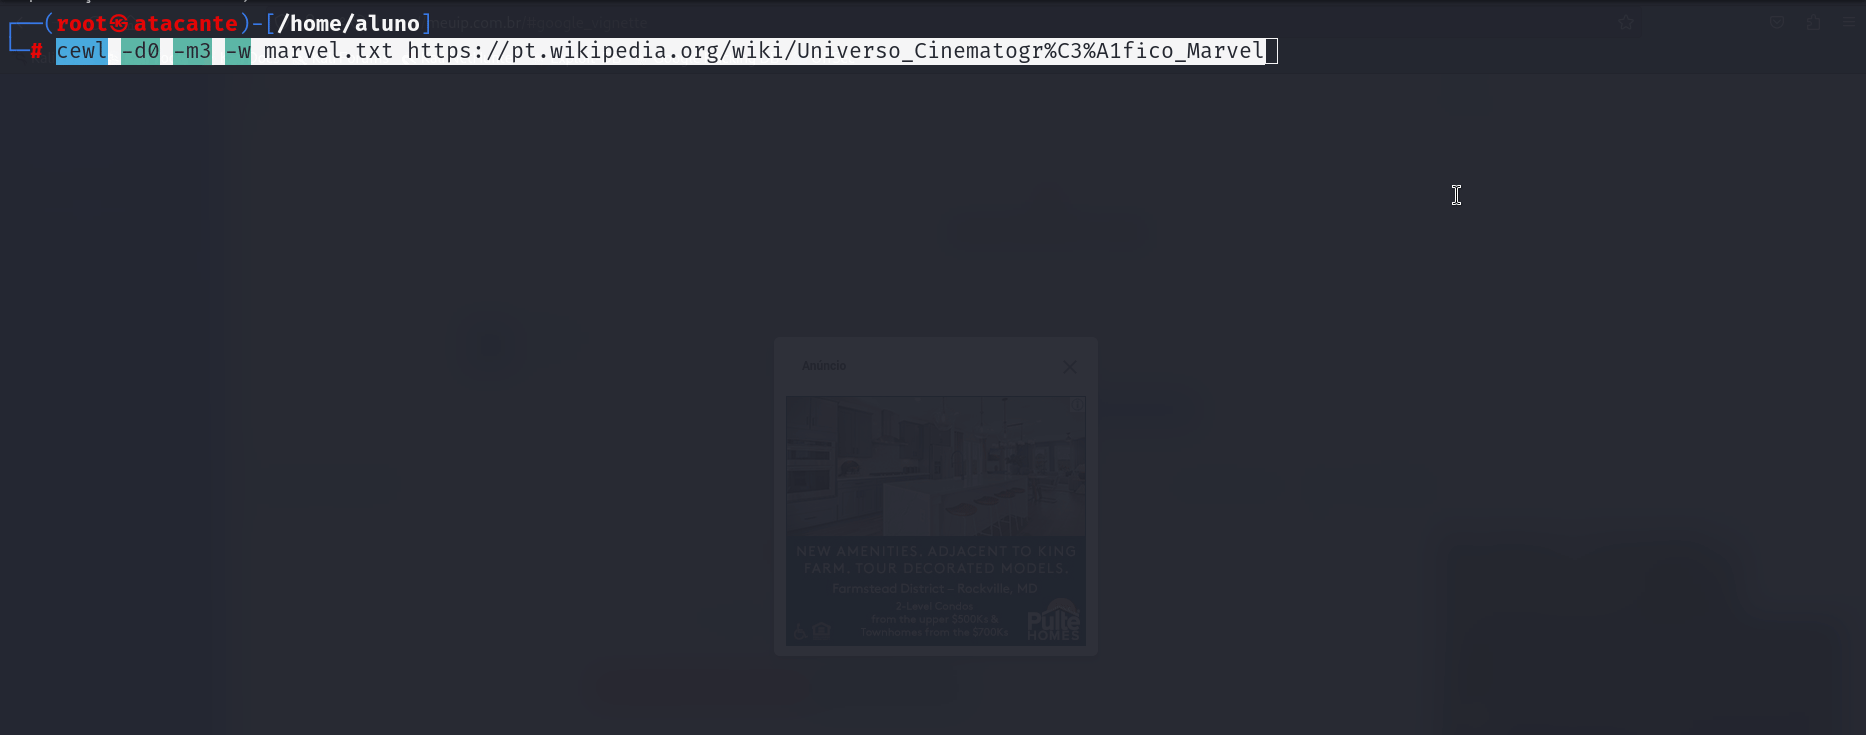 ┌──(root㉿atacante)-[/home/aluno]
└─# cewl -d0 -m3 -w marvel.txt https://pt.wikipedia.org/wiki/Universo_Cinematogr%C3%A1fico_Marvel
Anúncio
NEW AMENITIES. ADJACENT TO KING
FARM. TOUR DECORATED MODELS.
Farmstead District - Rockville, MD
2-Level Condos
from the upper $500Ks &
Townhomes from the $700Ks
Pulte
HOMES